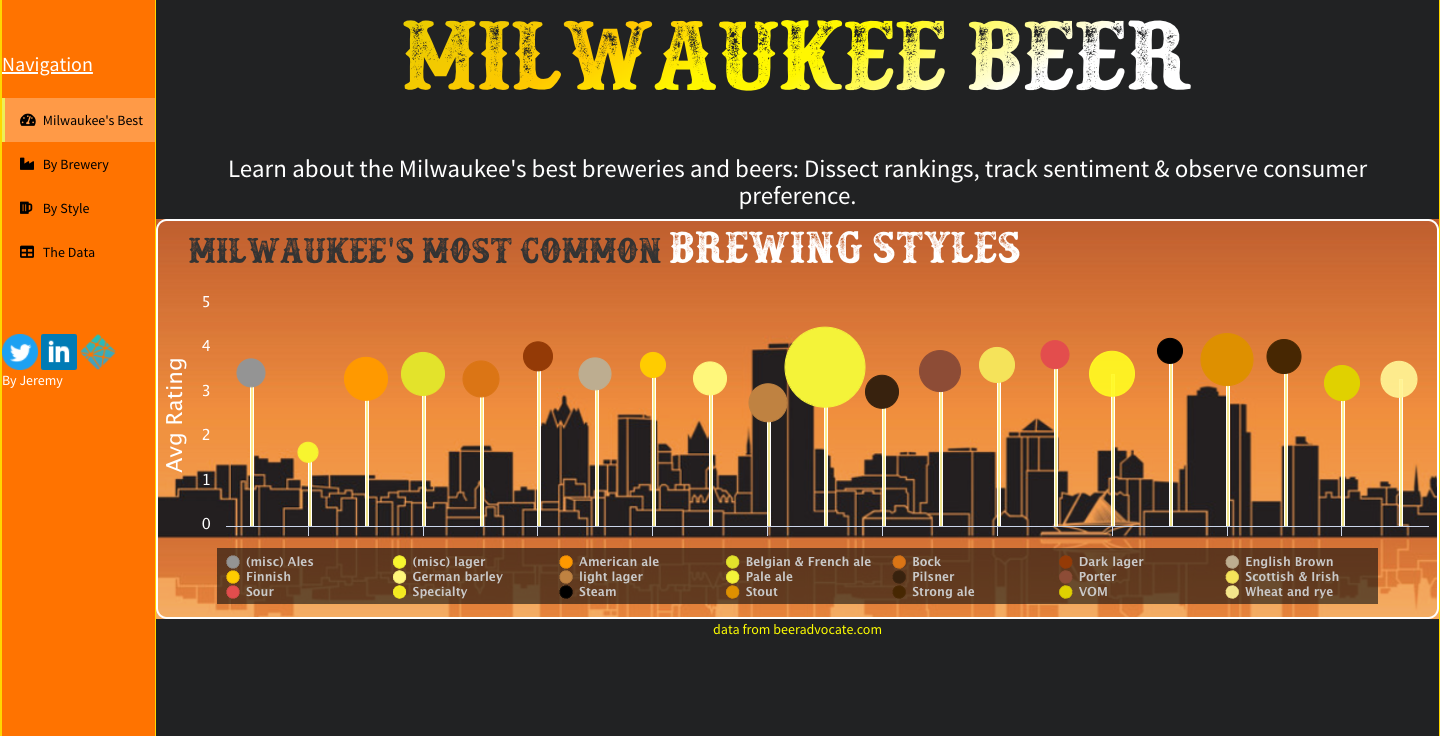 MILWAUKEE BEER
Navigation
Milwaukee's Best
By Brewery
By Style
The Data
in
By Jeremy
Learn about the Milwaukee's best breweries and beers: Dissect rankings, track sentiment & observe consumer
preference.
MILWAUKEE'S MOST COMMON BREWING STYLES
Avg Rating
5
4
3
2
1
0
(misc) Ales (misc) lager American ale Belgian & French ale Bock Dark lager English Brown
Finnish German barley light lager Pale ale Pilsner Porter Scottish & Irish
Sour Specialty Steam Stout Strong ale VOM Wheat and rye
data from beeradvocate.com